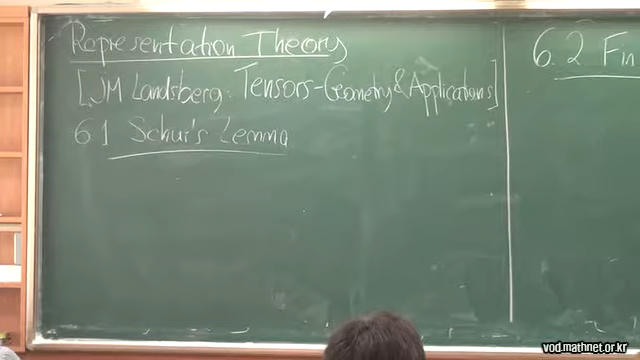 Representation Theory
[JM Landsberg: Tensors-Geometry & Applications]
6.1 Schur's Lemma
6.2 Fin
vod.mathnet.or.kr